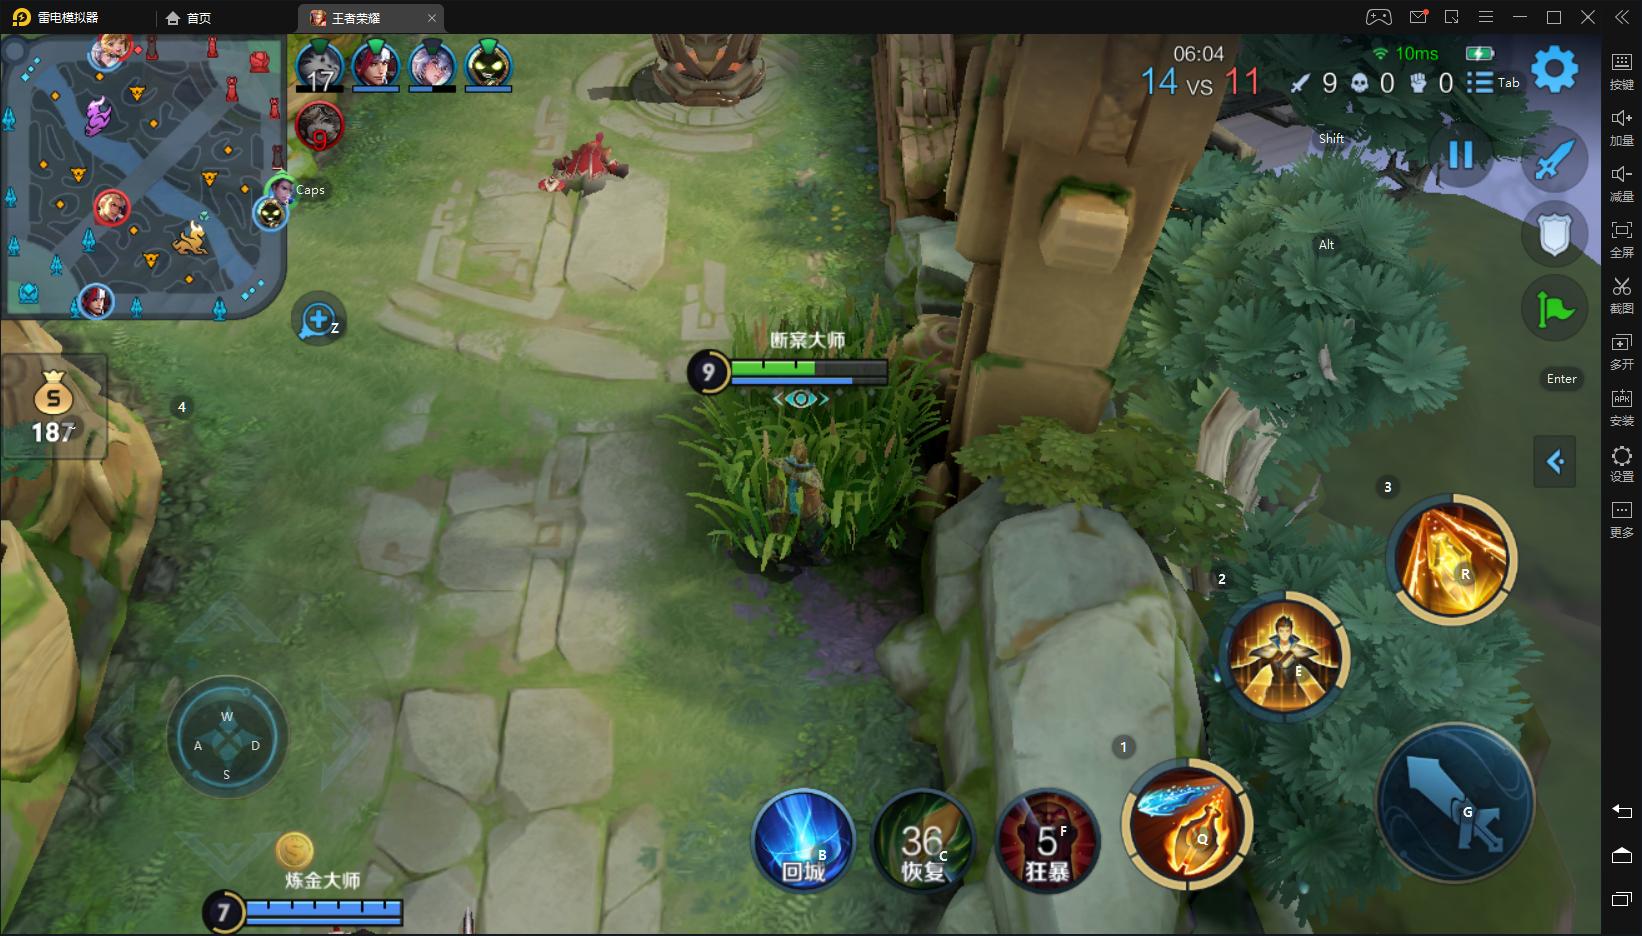 雷电模拟器
首页
王者荣耀
17
9
Caps
06:04
14 vs 11
10ms
9
0
0
Tab
Shift
Alt
Enter
Z
187
4
断案大师
9
3
R
2
E
1
Q
G
W
A
D
S
炼金大师
7
B
回城
36
C
恢复
5
F
狂暴
按键
加量
减量
全屏
截图
多开
安装
设置
更多
APK